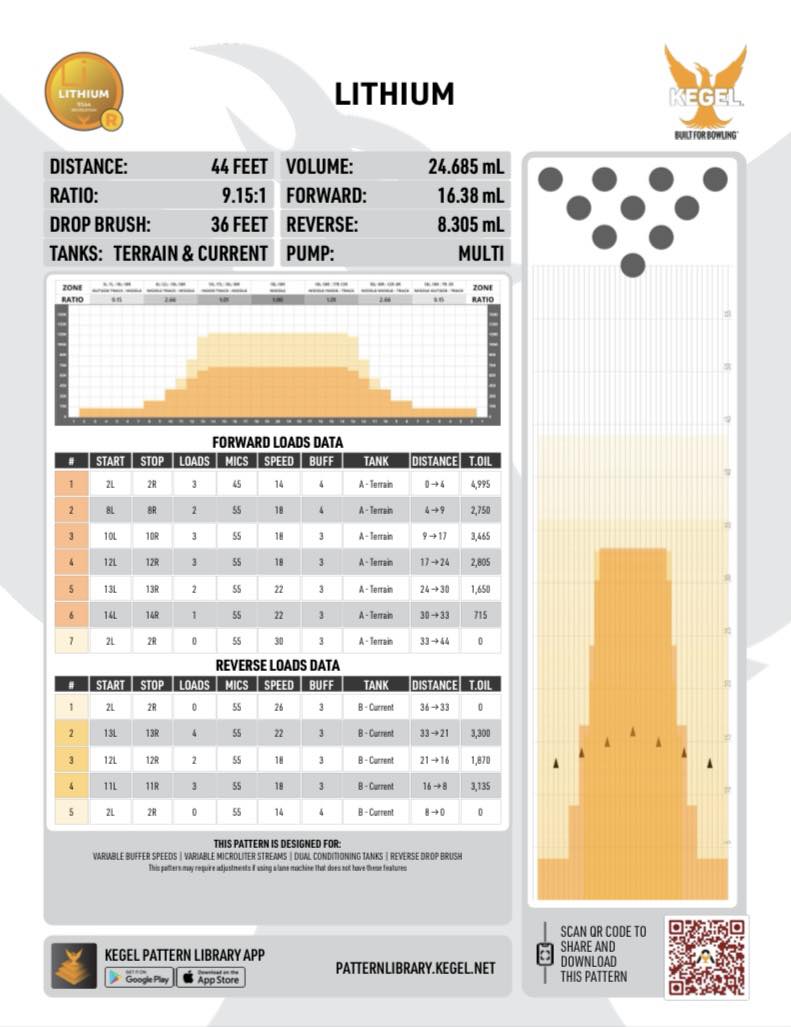 Li
LITHIUM
9544
R
LITHIUM
KEGEL
BUILT FOR BOWLING
DISTANCE: 44 FEET VOLUME: 24.685 mL
RATIO: 9.15:1 FORWARD: 16.38 mL
DROP BRUSH: 36 FEET REVERSE: 8.305 mL
TANKS: TERRAIN & CURRENT PUMP: MULTI
ZONE ZONE
RATIO 9.15 2.66 1.01 1.00 1.01 2.66 9.15 RATIO
FORWARD LOADS DATA
# START STOP LOADS MICS SPEED BUFF TANK DISTANCE T.OIL
1 2L 2R 3 45 14 4 A - Terrain 0 → 4 4,995
2 8L 8R 2 55 18 4 A - Terrain 4 → 9 2,750
3 10L 10R 3 55 18 3 A - Terrain 9 → 17 3,465
4 12L 12R 3 55 18 3 A - Terrain 17 → 24 2,805
5 13L 13R 2 55 22 3 A - Terrain 24 → 30 1,650
6 14L 14R 1 55 22 3 A - Terrain 30 → 33 715
7 2L 2R 0 55 30 3 A - Terrain 33 → 44 0
REVERSE LOADS DATA
# START STOP LOADS MICS SPEED BUFF TANK DISTANCE T.OIL
1 2L 2R 0 55 26 3 B - Current 36 → 33 0
2 13L 13R 4 55 22 3 B - Current 33 → 21 3,300
3 12L 12R 2 55 18 3 B - Current 21 → 16 1,870
4 11L 11R 3 55 18 3 B - Current 16 → 8 3,135
5 2L 2R 0 55 14 4 B - Current 8 → 0 0
THIS PATTERN IS DESIGNED FOR:
VARIABLE BUFFER SPEEDS | VARIABLE MICROLITER STREAMS | DUAL CONDITIONING TANKS | REVERSE DROP BRUSH
This pattern may require adjustments if using a lane machine that does not have these features
KEGEL PATTERN LIBRARY APP
GET IT ON
Google Play
Download on the
App Store
PATTERNLIBRARY.KEGEL.NET
SCAN QR CODE TO
SHARE AND
DOWNLOAD
THIS PATTERN